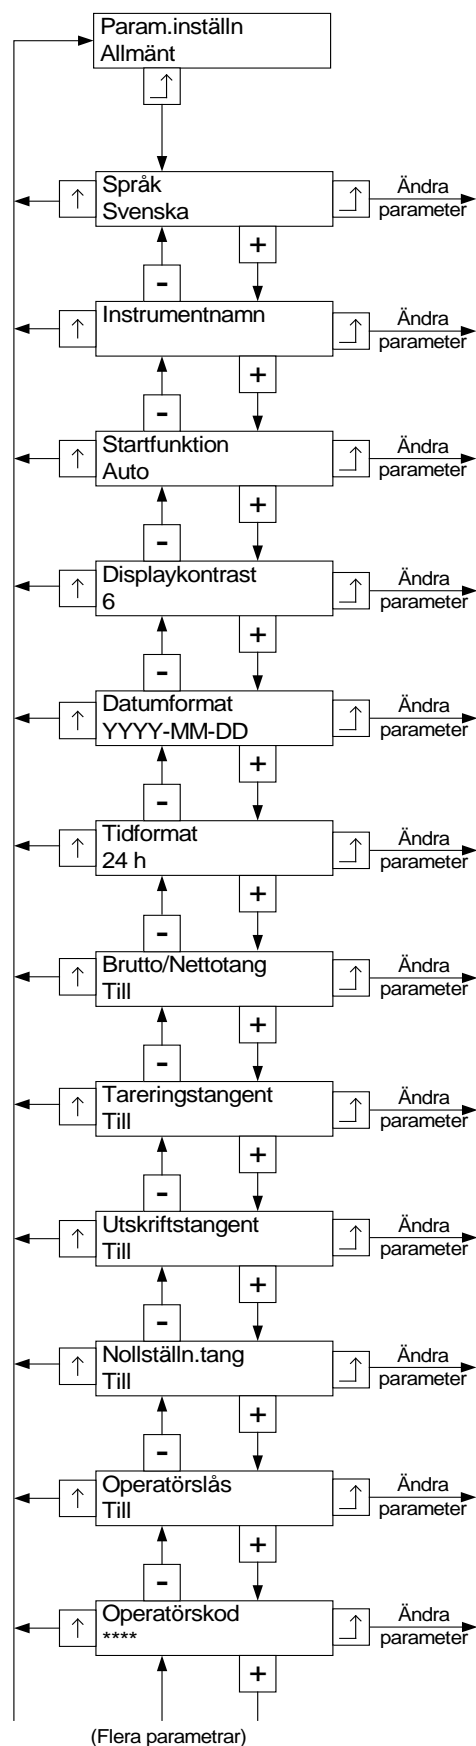 Param.inställn
Allmänt
Språk
Svenska
Ändra
parameter
+
-
Instrumentnamn
Ändra
parameter
+
-
Startfunktion
Auto
Ändra
parameter
+
-
Displaykontrast
6
Ändra
parameter
+
-
Datumformat
YYYY-MM-DD
Ändra
parameter
+
-
Tidformat
24 h
Ändra
parameter
+
-
Brutto/Nettotang
Till
Ändra
parameter
+
-
Tareringstangent
Till
Ändra
parameter
+
-
Utskriftstangent
Till
Ändra
parameter
+
-
Nollställn.tang
Till
Ändra
parameter
+
-
Operatörslås
Till
Ändra
parameter
+
-
Operatörskod
****
Ändra
parameter
+
(Flera parametrar)